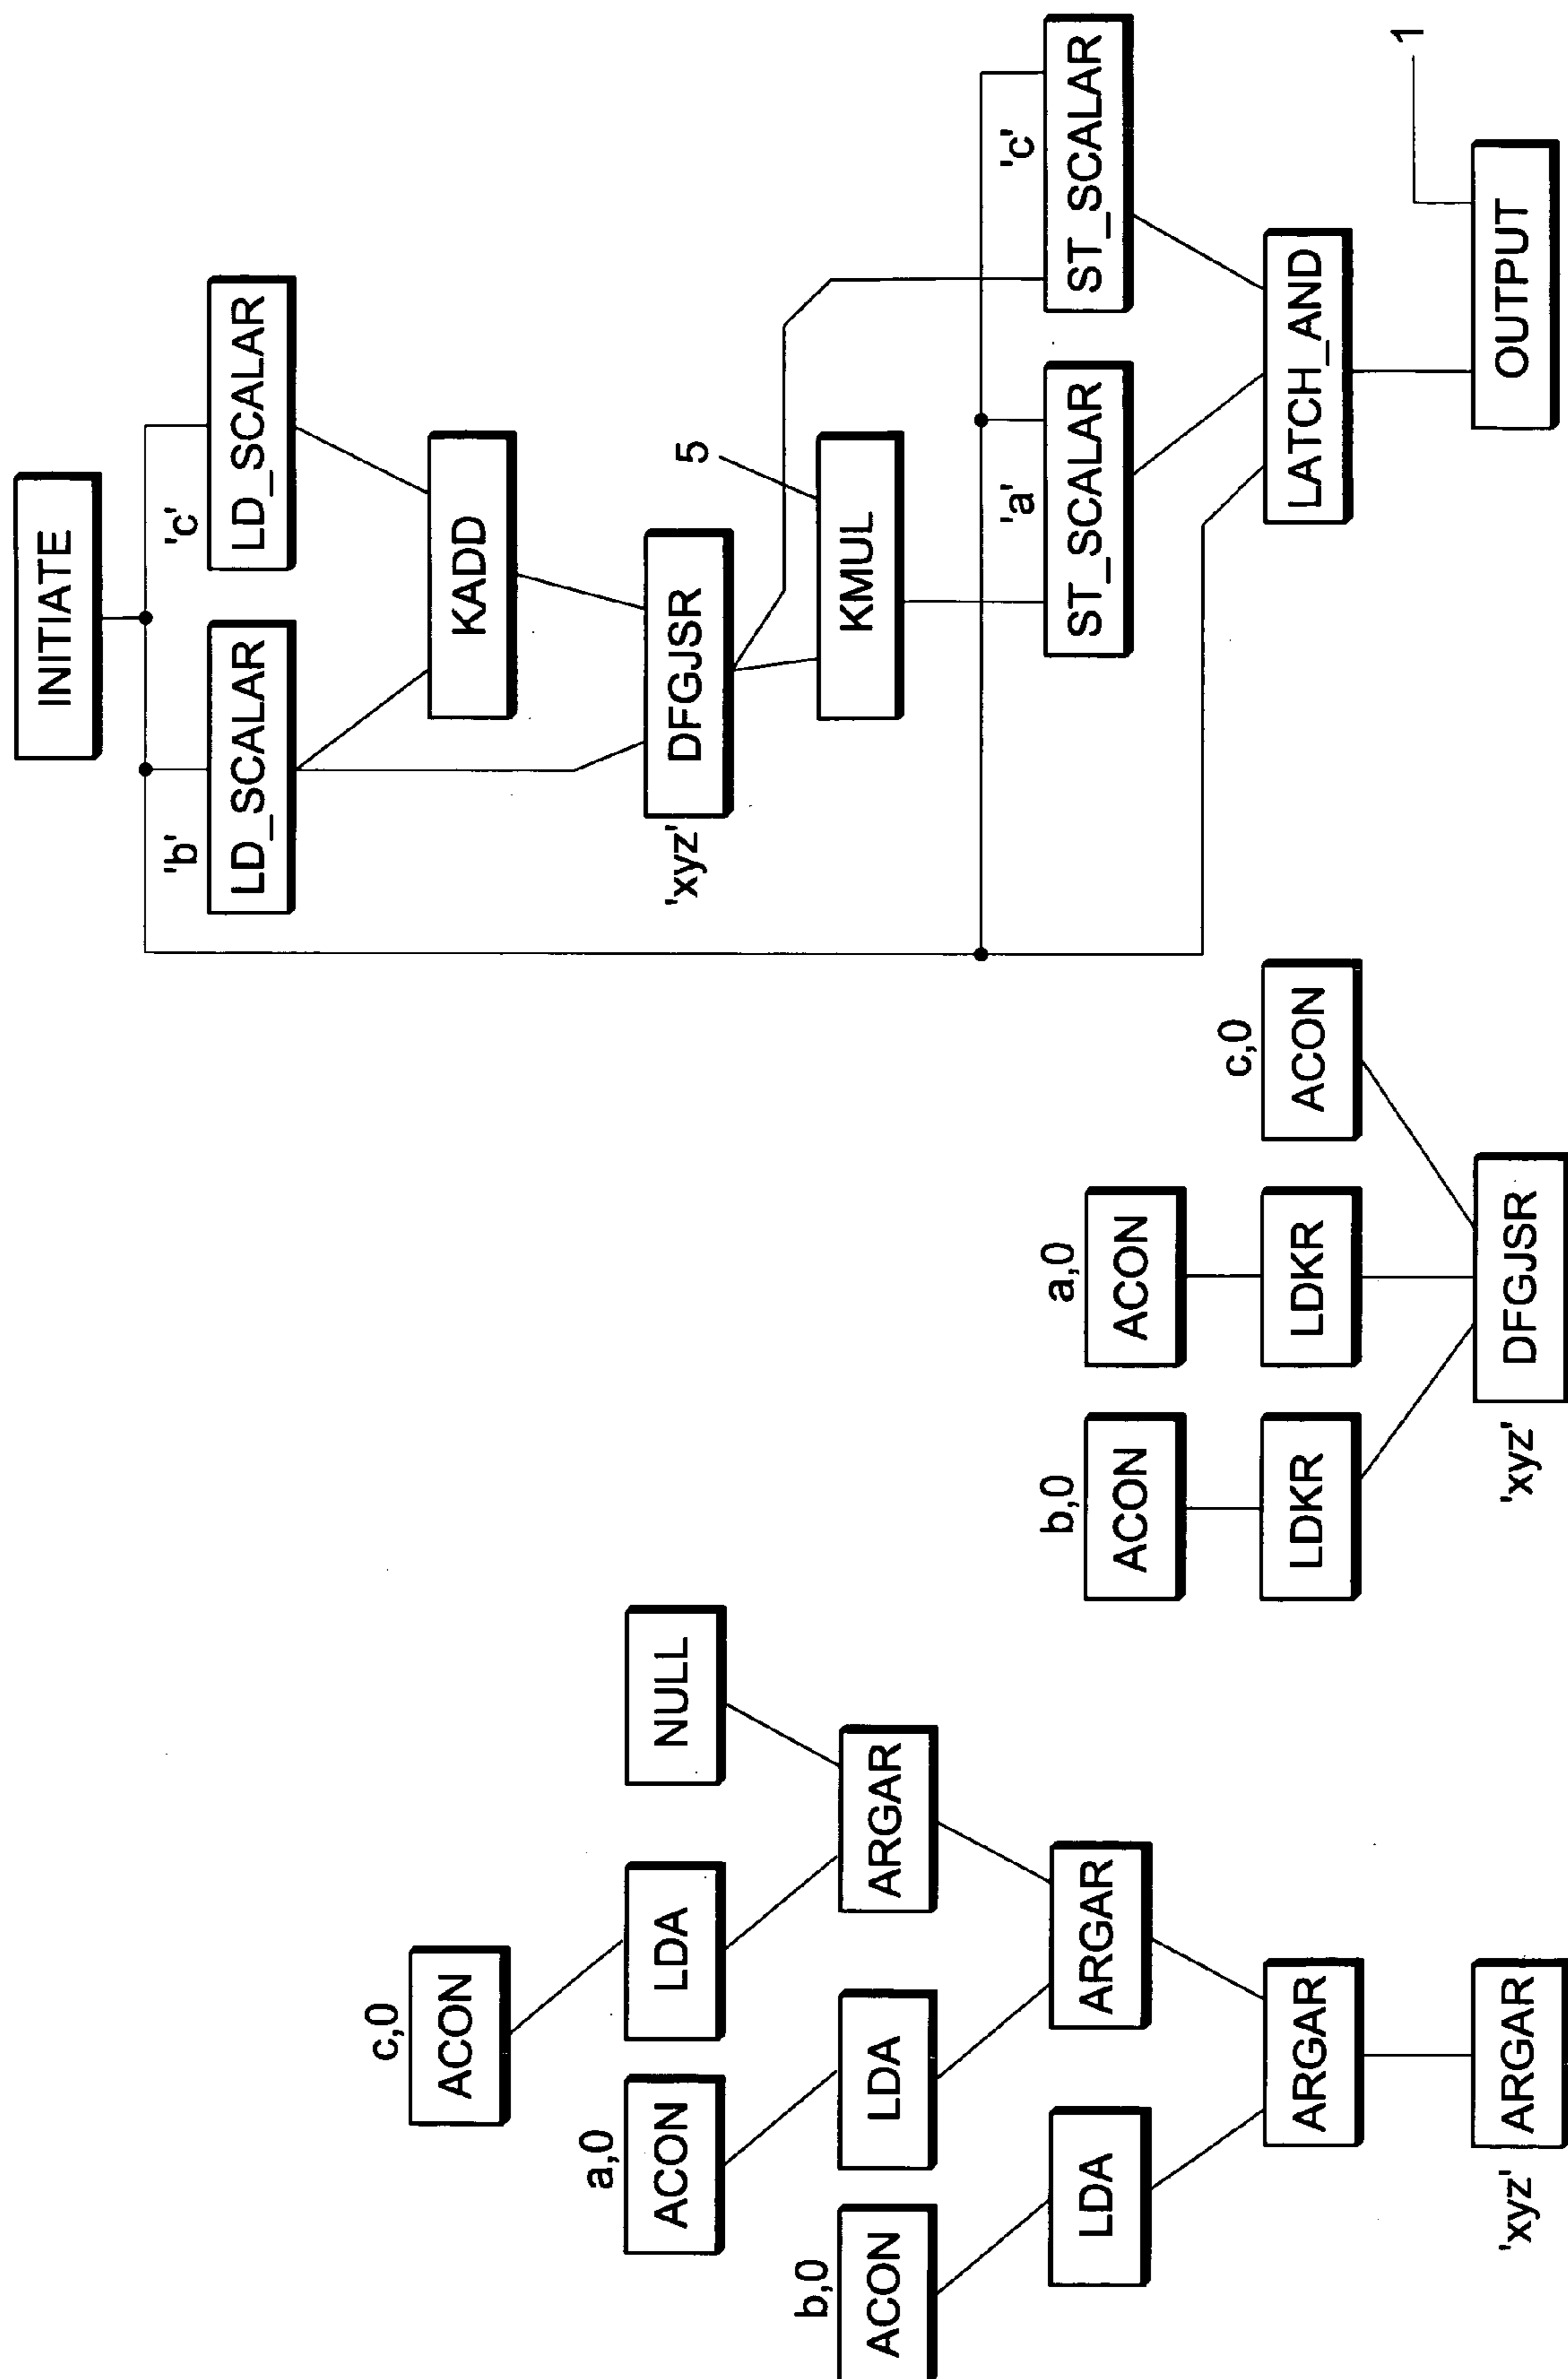 c,0
ACON
a,0
ACON
LDA
NULL
b,0
ACON
LDA
ARGAR
LDA
ARGAR
ARGAR
'xyz'
ARGAR
b,0
a,0
ACON
ACON
c,0
LDKR
LDKR
ACON
'xyz'
DFGJSR
INITIATE
'b'
'c'
LD_SCALAR
LD_SCALAR
KADD
'xyz'
DFGJSR
5
KMUL
'a'
'c'
ST_SCALAR
ST_SCALAR
LATCH_AND
1
OUTPUT